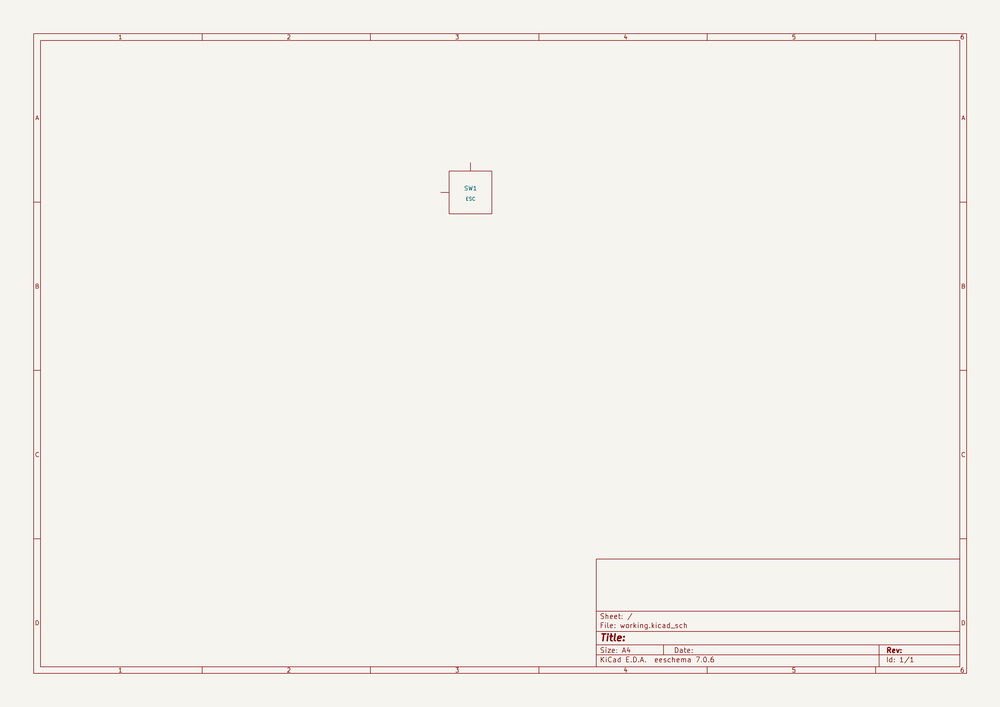 1 2 3 4 5 6
A A
SW1
ESC
B B
C C
Sheet: /
File: working.kicad_sch
D D
Title:
Size: A4 Date: Rev:
KiCad E.D.A. eeschema 7.0.6 Id: 1/1
1 2 3 4 5 6